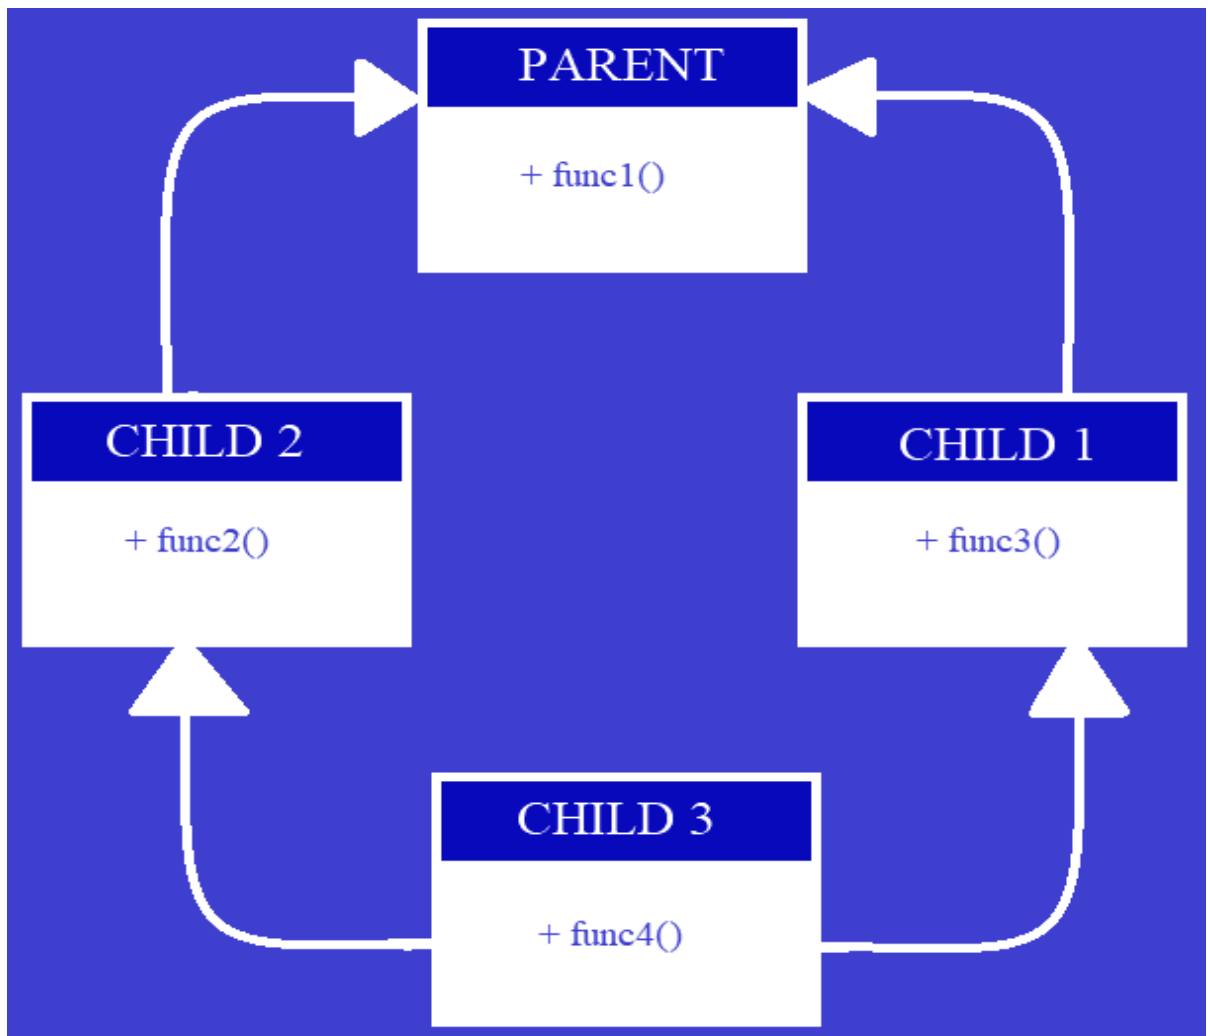 PARENT
+ func1()
CHILD 2
+ func2()
CHILD 1
+ func3()
CHILD 3
+ func4()